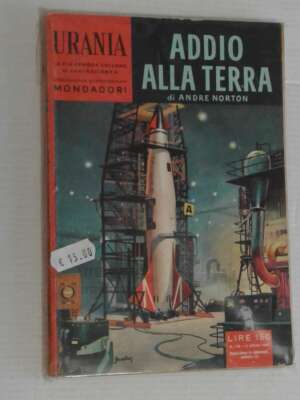 URANIA
MONDADORI
ADDIO
ALLA TERRA
di ANDRE NORTON
A
€ 15.00
LIRE 150